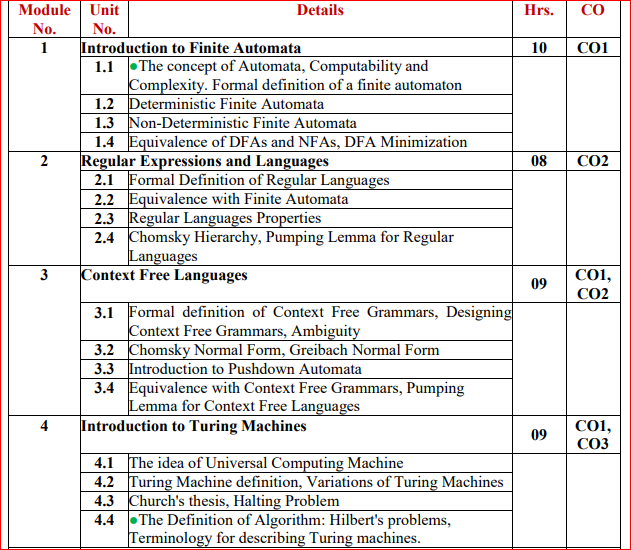 Module Unit Details Hrs. CO
No. No.
1 Introduction to Finite Automata 10 CO1
1.1 ●The concept of Automata, Computability and
Complexity. Formal definition of a finite automaton
1.2 Deterministic Finite Automata
1.3 Non-Deterministic Finite Automata
1.4 Equivalence of DFAs and NFAs, DFA Minimization
2 Regular Expressions and Languages 08 CO2
2.1 Formal Definition of Regular Languages
2.2 Equivalence with Finite Automata
2.3 Regular Languages Properties
2.4 Chomsky Hierarchy, Pumping Lemma for Regular
Languages
3 Context Free Languages 09 CO1,
CO2
3.1 Formal definition of Context Free Grammars, Designing
Context Free Grammars, Ambiguity
3.2 Chomsky Normal Form, Greibach Normal Form
3.3 Introduction to Pushdown Automata
3.4 Equivalence with Context Free Grammars, Pumping
Lemma for Context Free Languages
4 Introduction to Turing Machines 09 CO1,
CO3
4.1 The idea of Universal Computing Machine
4.2 Turing Machine definition, Variations of Turing Machines
4.3 Church's thesis, Halting Problem
4.4 ●The Definition of Algorithm: Hilbert's problems,
Terminology for describing Turing machines.